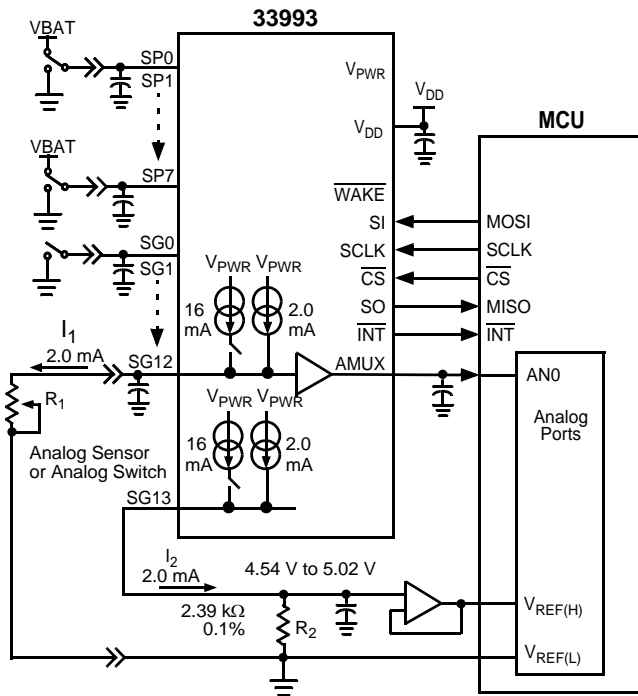 33993
VBAT
SP0
SP1
VBAT
SP7
SG0
SG1
VPWR
VDD
VDD
WAKE
SI
SCLK
CS
SO
INT
MCU
MOSI
SCLK
CS
MISO
INT
VPWR VPWR
16 mA
2.0 mA
I1
2.0 mA
SG12
AMUX
AN0
Analog Ports
R1
VPWR VPWR
16 mA
2.0 mA
Analog Sensor
or Analog Switch
SG13
I2
2.0 mA
4.54 V to 5.02 V
2.39 kΩ
0.1%
R2
VREF(H)
VREF(L)